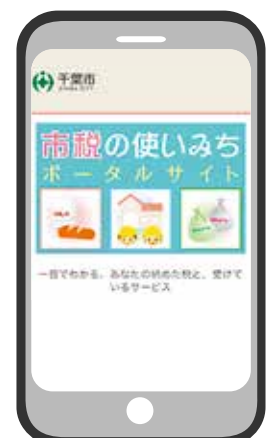 千葉市
市税の使いみち
ポータルサイト
一目でわかる、あなたの納めた税と、受けて
いるサービス